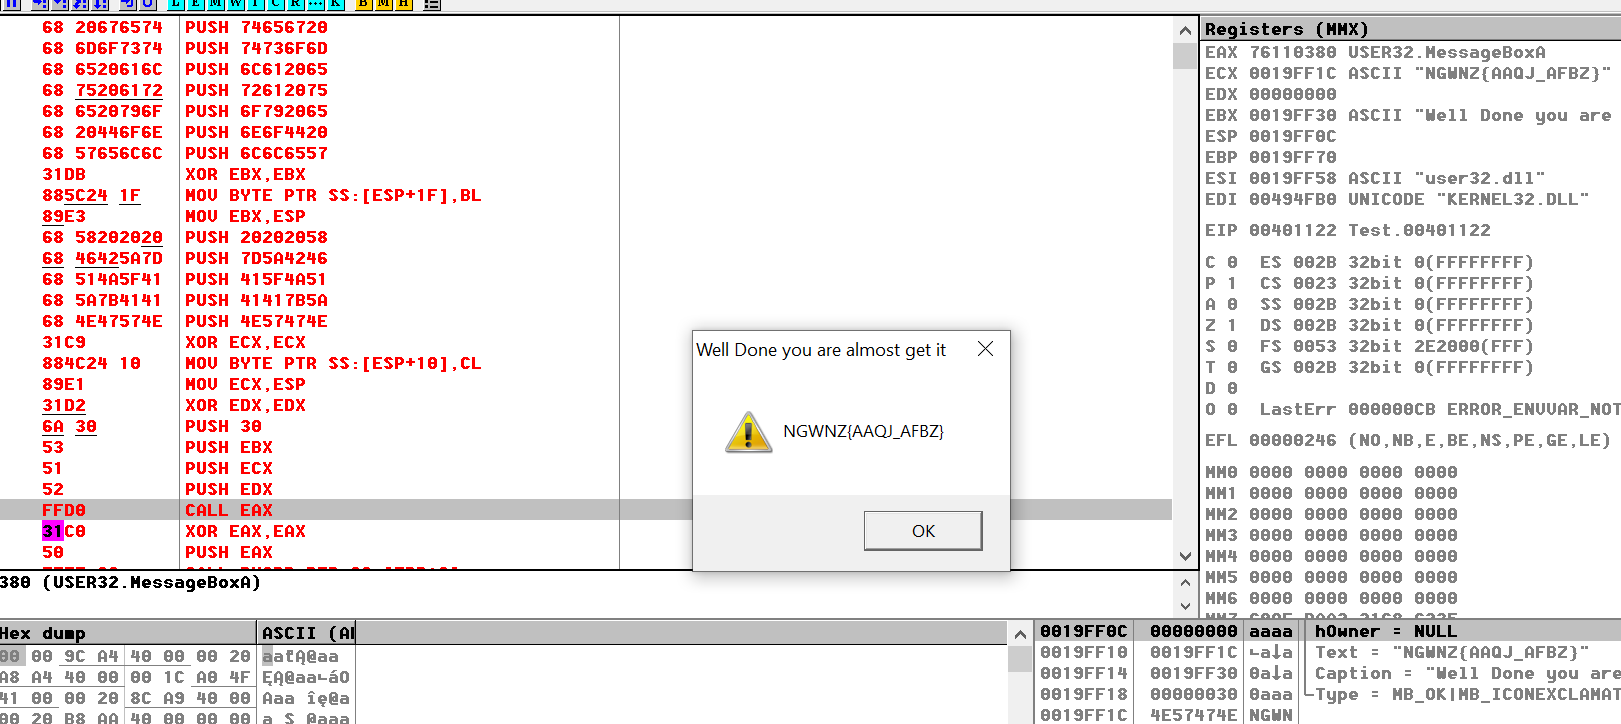 L E M W T C R ... K B M H
68 20676574 PUSH 74656720
68 6D6F7374 PUSH 74736F6D
68 6520616C PUSH 6C612065
68 75206172 PUSH 72612075
68 6520796F PUSH 6F792065
68 20446F6E PUSH 6E6F4420
68 57656C6C PUSH 6C6C6557
31DB XOR EBX,EBX
885C24 1F MOV BYTE PTR SS:[ESP+1F],BL
89E3 MOV EBX,ESP
68 58202020 PUSH 20202058
68 46425A7D PUSH 7D5A4246
68 514A5F41 PUSH 415F4A51
68 5A7B4141 PUSH 41417B5A
68 4E47574E PUSH 4E57474E
31C9 XOR ECX,ECX
884C24 10 MOV BYTE PTR SS:[ESP+10],CL
89E1 MOV ECX,ESP
31D2 XOR EDX,EDX
6A 30 PUSH 30
53 PUSH EBX
51 PUSH ECX
52 PUSH EDX
FFD0 CALL EAX
31C0 XOR EAX,EAX
50 PUSH EAX
380 (USER32.MessageBoxA)
Well Done you are almost get it
NGWNZ{AAQJ_AFBZ}
OK
Registers (MMX)
EAX 76110380 USER32.MessageBoxA
ECX 0019FF1C ASCII "NGWNZ{AAQJ_AFBZ}"
EDX 00000000
EBX 0019FF30 ASCII "Well Done you are
ESP 0019FF0C
EBP 0019FF70
ESI 0019FF58 ASCII "user32.dll"
EDI 00494FB0 UNICODE "KERNEL32.DLL"
EIP 00401122 Test.00401122
C 0 ES 002B 32bit 0(FFFFFFFF)
P 1 CS 0023 32bit 0(FFFFFFFF)
A 0 SS 002B 32bit 0(FFFFFFFF)
Z 1 DS 002B 32bit 0(FFFFFFFF)
S 0 FS 0053 32bit 2E2000(FFF)
T 0 GS 002B 32bit 0(FFFFFFFF)
D 0
O 0 LastErr 000000CB ERROR_ENVVAR_NOT
EFL 00000246 (NO,NB,E,BE,NS,PE,GE,LE)
MM0 0000 0000 0000 0000
MM1 0000 0000 0000 0000
MM2 0000 0000 0000 0000
MM3 0000 0000 0000 0000
MM4 0000 0000 0000 0000
MM5 0000 0000 0000 0000
MM6 0000 0000 0000 0000
Hex dump ASCII (A
00 00 9C A4 40 00 00 20
A8 A4 40 00 00 1C A0 4F
41 00 00 20 8C A9 40 00
00 20 B8 AA 40 00 00 00
0019FF0C 00000000 aaaa hOwner = NULL
0019FF10 0019FF1C Text = "NGWNZ{AAQJ_AFBZ}"
0019FF14 0019FF30 Caption = "Well Done you are
0019FF18 00000030 0aaa Type = MB_OK|MB_ICONEXCLAMAT
0019FF1C 4E57474E NGWN